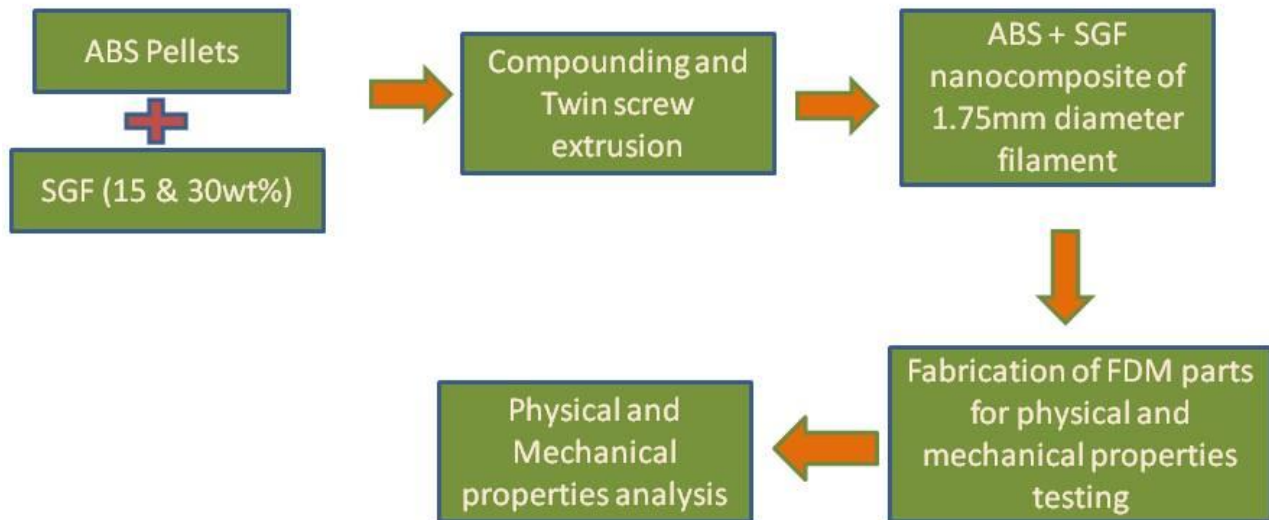 ABS Pellets
SGF (15 & 30wt%)
Compounding and
Twin screw
extrusion
ABS + SGF
nanocomposite of
1.75mm diameter
filament
Fabrication of FDM parts
for physical and
mechanical properties
testing
Physical and
Mechanical
properties analysis